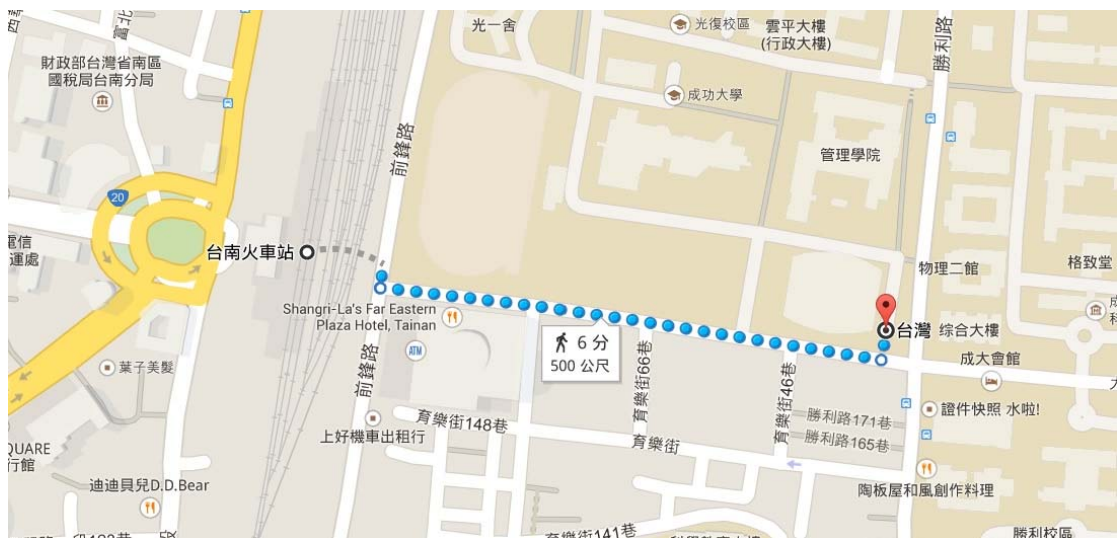 光一舍
光復校區
雲平大樓
(行政大樓)
勝利路
財政部台灣省南區
國稅局台南分局
成功大學
管理學院
前鋒路
20
台南火車站
物理二館
格致堂
Shangri-La's Far Eastern
Plaza Hotel, Tainan
ATM
6 分
500 公尺
台灣
綜合大樓
成大會館
葉子美髮
前鋒路
育樂街66巷
育樂街46巷
勝利路171巷
勝利路165巷
證件快照 水啦!
上好機車出租行
育樂街148巷
育樂街
陶板屋和風創作料理
QUARE
行館
迪迪貝兒D.D.Bear
育樂街141巷
勝利校區